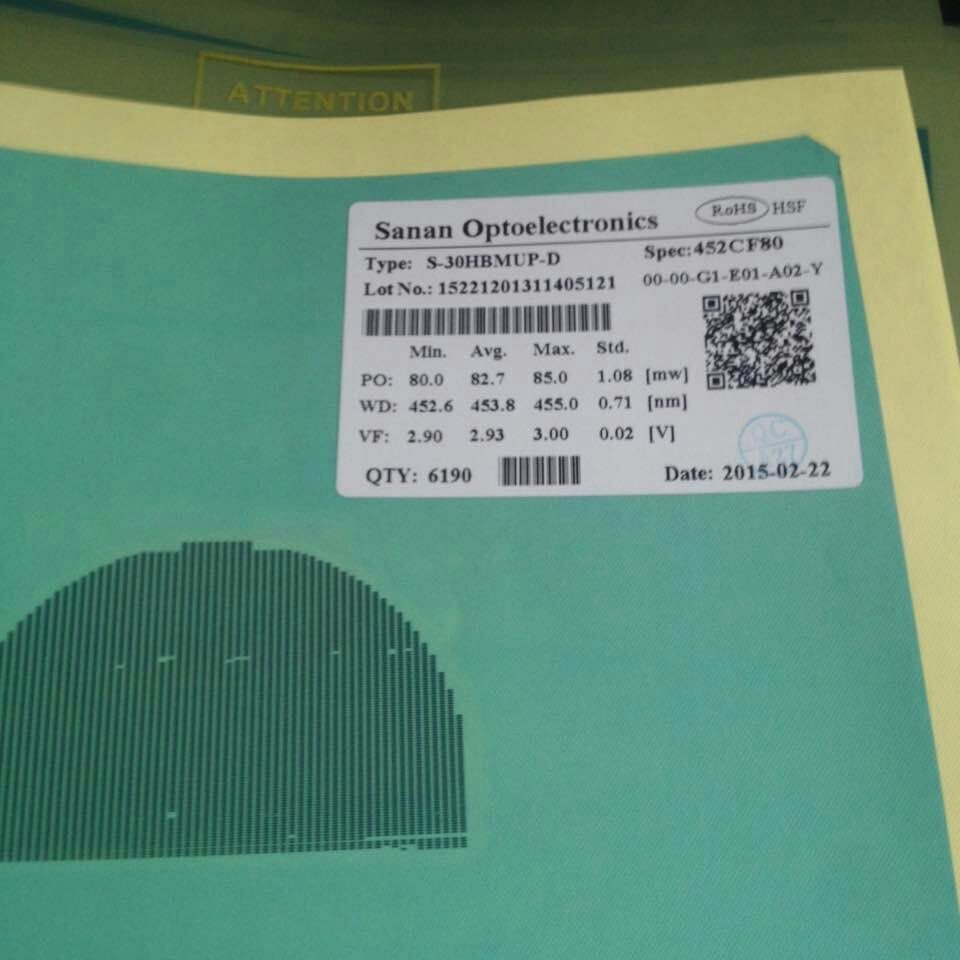 ATTENTION
Sanan Optoelectronics
RoHS HSF
Type: S-30HBMUP-D
Spec:452CF80
Lot No.: 15221201311405121
00-00-G1-E01-A02-Y
Min. Avg. Max. Std.
PO: 80.0 82.7 85.0 1.08 [mw]
WD: 452.6 453.8 455.0 0.71 [nm]
VF: 2.90 2.93 3.00 0.02 [V]
QC
QTY: 6190
Date: 2015-02-22